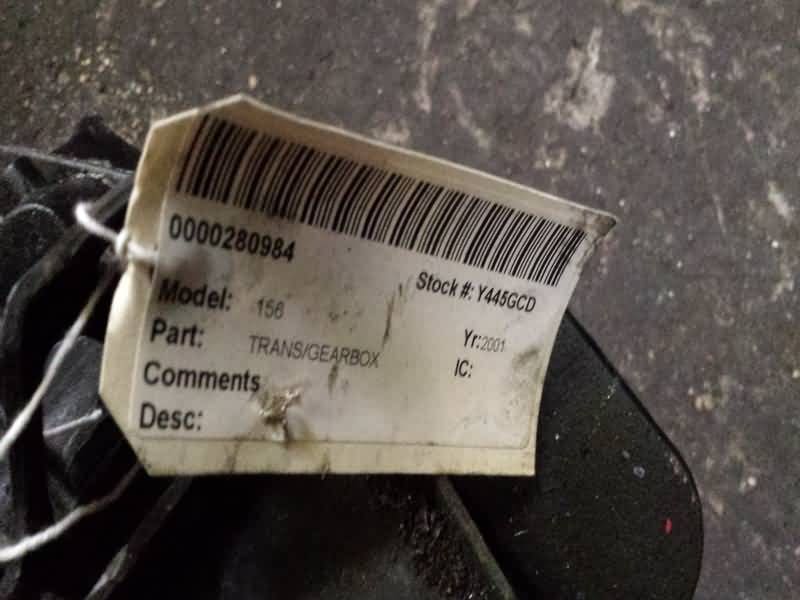 0000280984
Stock #: Y445GCD
Model: 156
Part: TRANS/GEARBOX
Yr:2001
Comments
IC:
Desc: